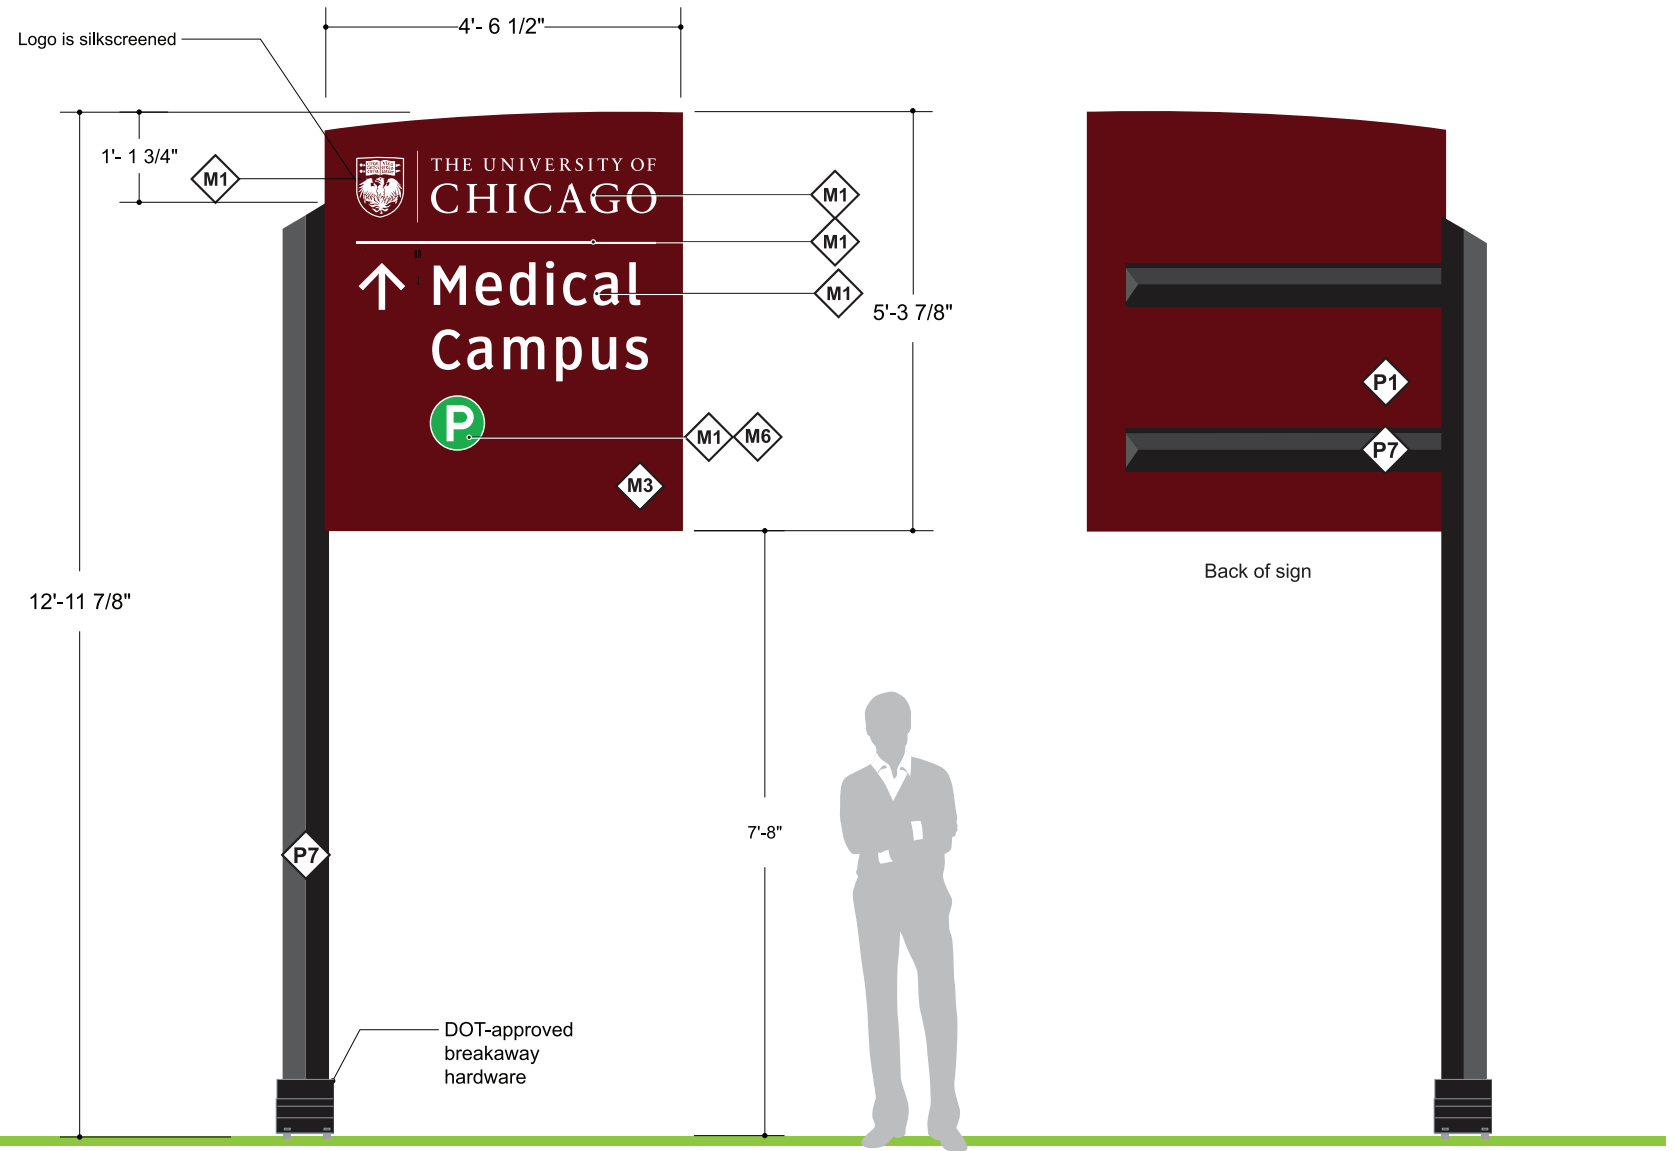 4'- 6 1/2"
Logo is silkscreened
1'- 1 3/4"
M1
THE UNIVERSITY OF
CHICAGO
M1
M1
Medical
Campus
M1
5'-3 7/8"
P
M1
M6
M3
12'-11 7/8"
7'-8"
P7
DOT-approved
breakaway
hardware
P1
P7
Back of sign